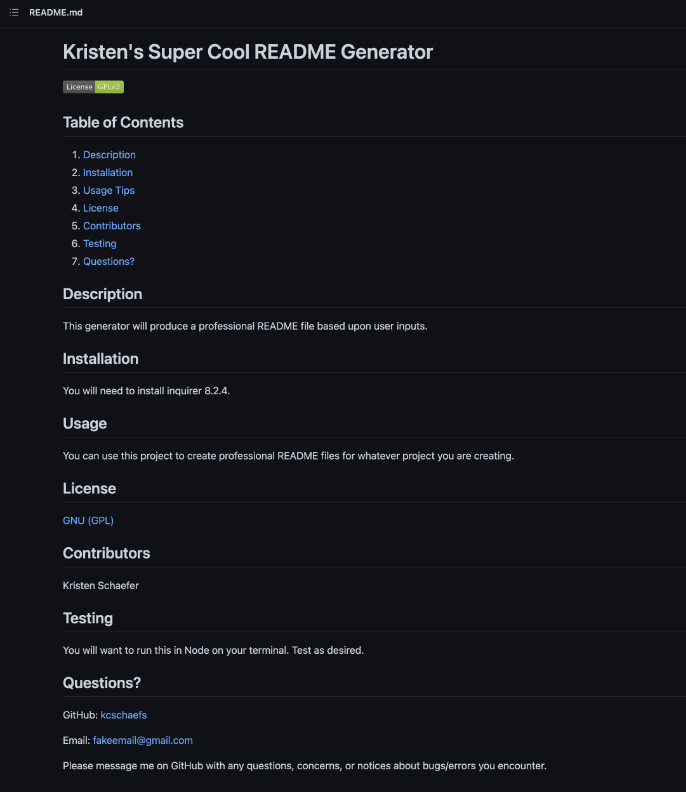 README.md
Kristen's Super Cool README Generator
License GPLv3
Table of Contents
1. Description
2. Installation
3. Usage Tips
4. License
5. Contributors
6. Testing
7. Questions?
Description
This generator will produce a professional README file based upon user inputs.
Installation
You will need to install inquirer 8.2.4.
Usage
You can use this project to create professional README files for whatever project you are creating.
License
GNU (GPL)
Contributors
Kristen Schaefer
Testing
You will want to run this in Node on your terminal. Test as desired.
Questions?
GitHub: kcschaefs
Email: fakeemail@gmail.com
Please message me on GitHub with any questions, concerns, or notices about bugs/errors you encounter.